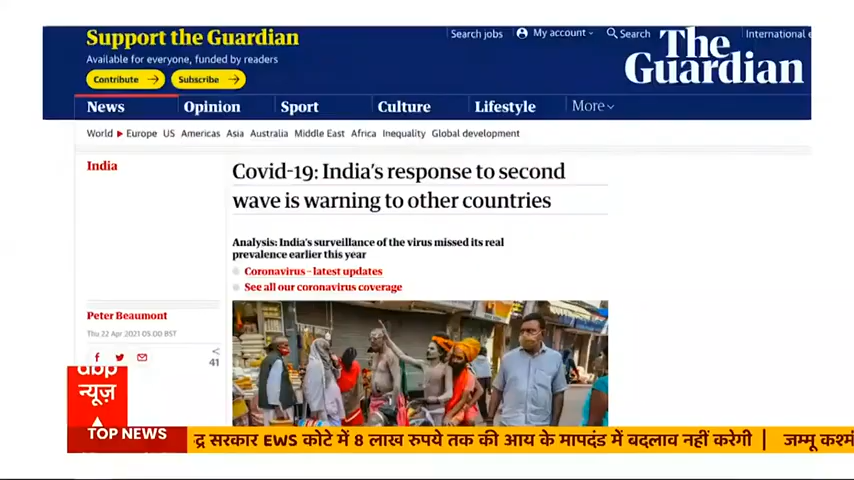 Support the Guardian
Available for everyone, funded by readers
Contribute →
Subscribe →
Search jobs
My account
Search
International e
The
Guardian
News
Opinion
Sport
Culture
Lifestyle
More
World
Europe
US
Americas
Asia
Australia
Middle East
Africa
Inequality
Global development
India
Covid-19: India's response to second
wave is warning to other countries
Analysis: India's surveillance of the virus missed its real
prevalence earlier this year
Coronavirus – latest updates
See all our coronavirus coverage
Peter Beaumont
Thu 22 Apr 2021 05.00 BST
41
abp
न्यूज़
TOP NEWS
द्र सरकार EWS कोटे में 8 लाख रुपये तक की आय के मापदंड में बदलाव नहीं करेगी | जम्मू कश्मी